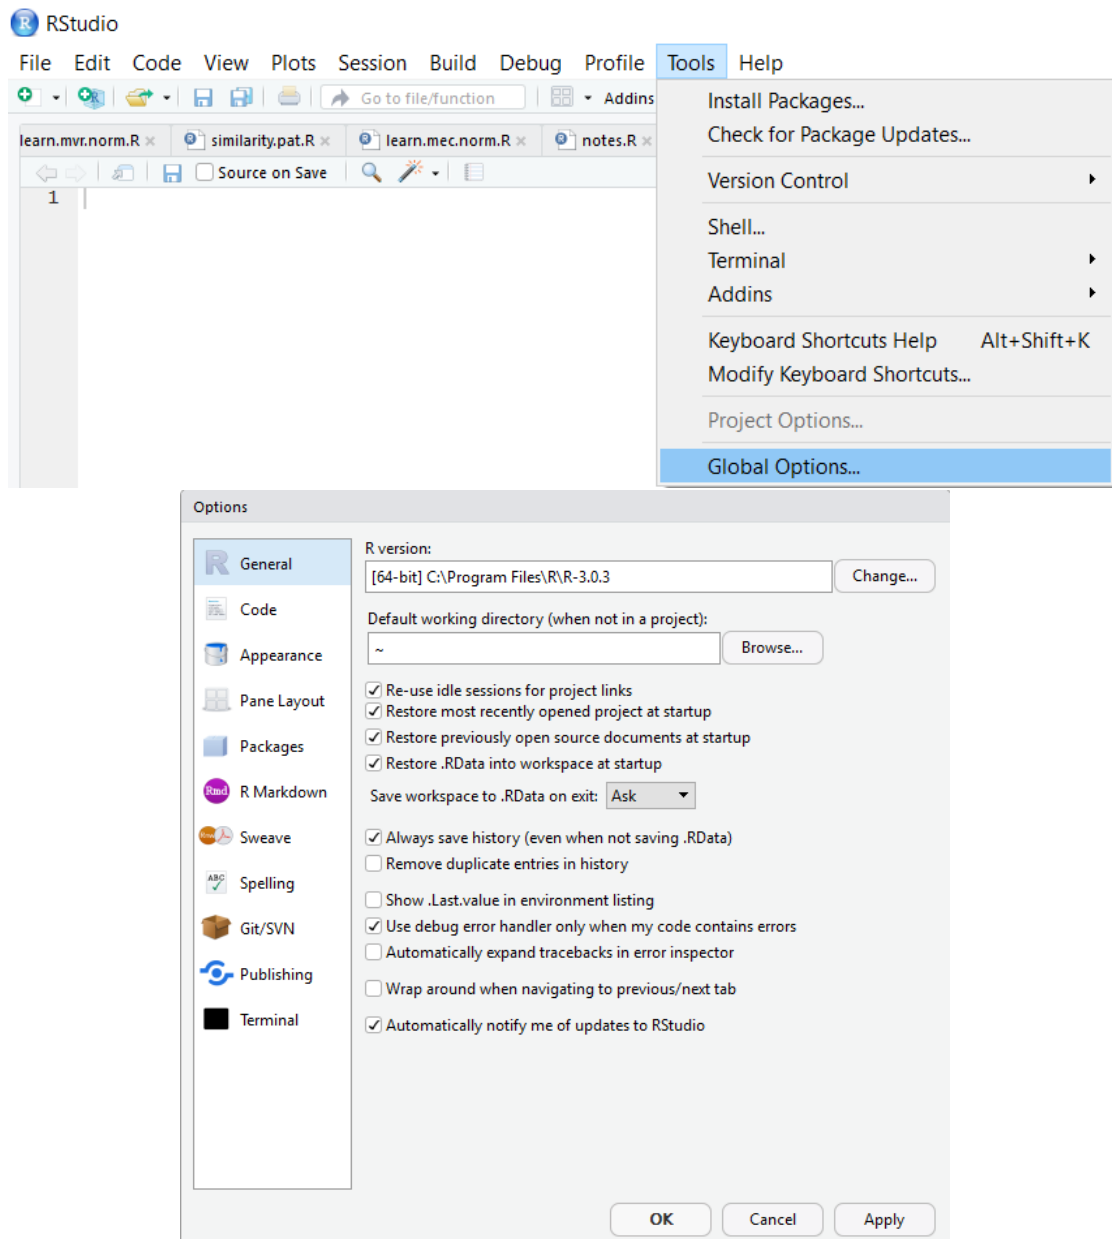 RStudio
File Edit Code View Plots Session Build Debug Profile Tools Help
Go to file/function Addins
learn.mvr.norm.R similarity.pat.R learn.mec.norm.R notes.R
Source on Save
1
Install Packages...
Check for Package Updates...
Version Control
Shell...
Terminal
Addins
Keyboard Shortcuts Help Alt+Shift+K
Modify Keyboard Shortcuts...
Project Options...
Global Options...
Options
General
Code
Appearance
Pane Layout
Packages
Rmd R Markdown
Sweave
ABC Spelling
Git/SVN
Publishing
Terminal
R version:
[64-bit] C:\Program Files\R\R-3.0.3 Change...
Default working directory (when not in a project):
~ Browse...
Re-use idle sessions for project links
Restore most recently opened project at startup
Restore previously open source documents at startup
Restore .RData into workspace at startup
Save workspace to .RData on exit: Ask
Always save history (even when not saving .RData)
Remove duplicate entries in history
Show .Last.value in environment listing
Use debug error handler only when my code contains errors
Automatically expand tracebacks in error inspector
Wrap around when navigating to previous/next tab
Automatically notify me of updates to RStudio
OK Cancel Apply